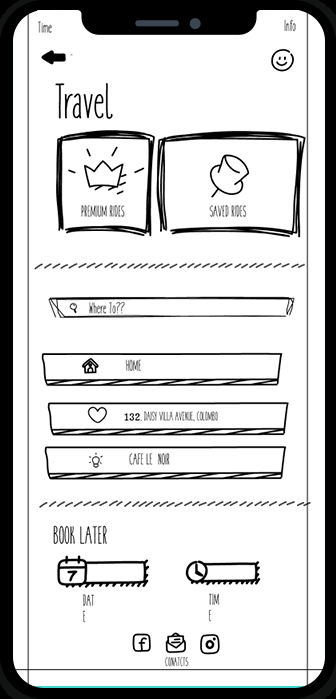 Time Info
Travel
PREMIUM RIDES SAVED RIDES
Where To??
HOME
132, DAISY VILLA AVENUE, COLOMBO
CAFE LE NOIR
BOOK LATER
7
DAT TIM
E E
CONATCTS